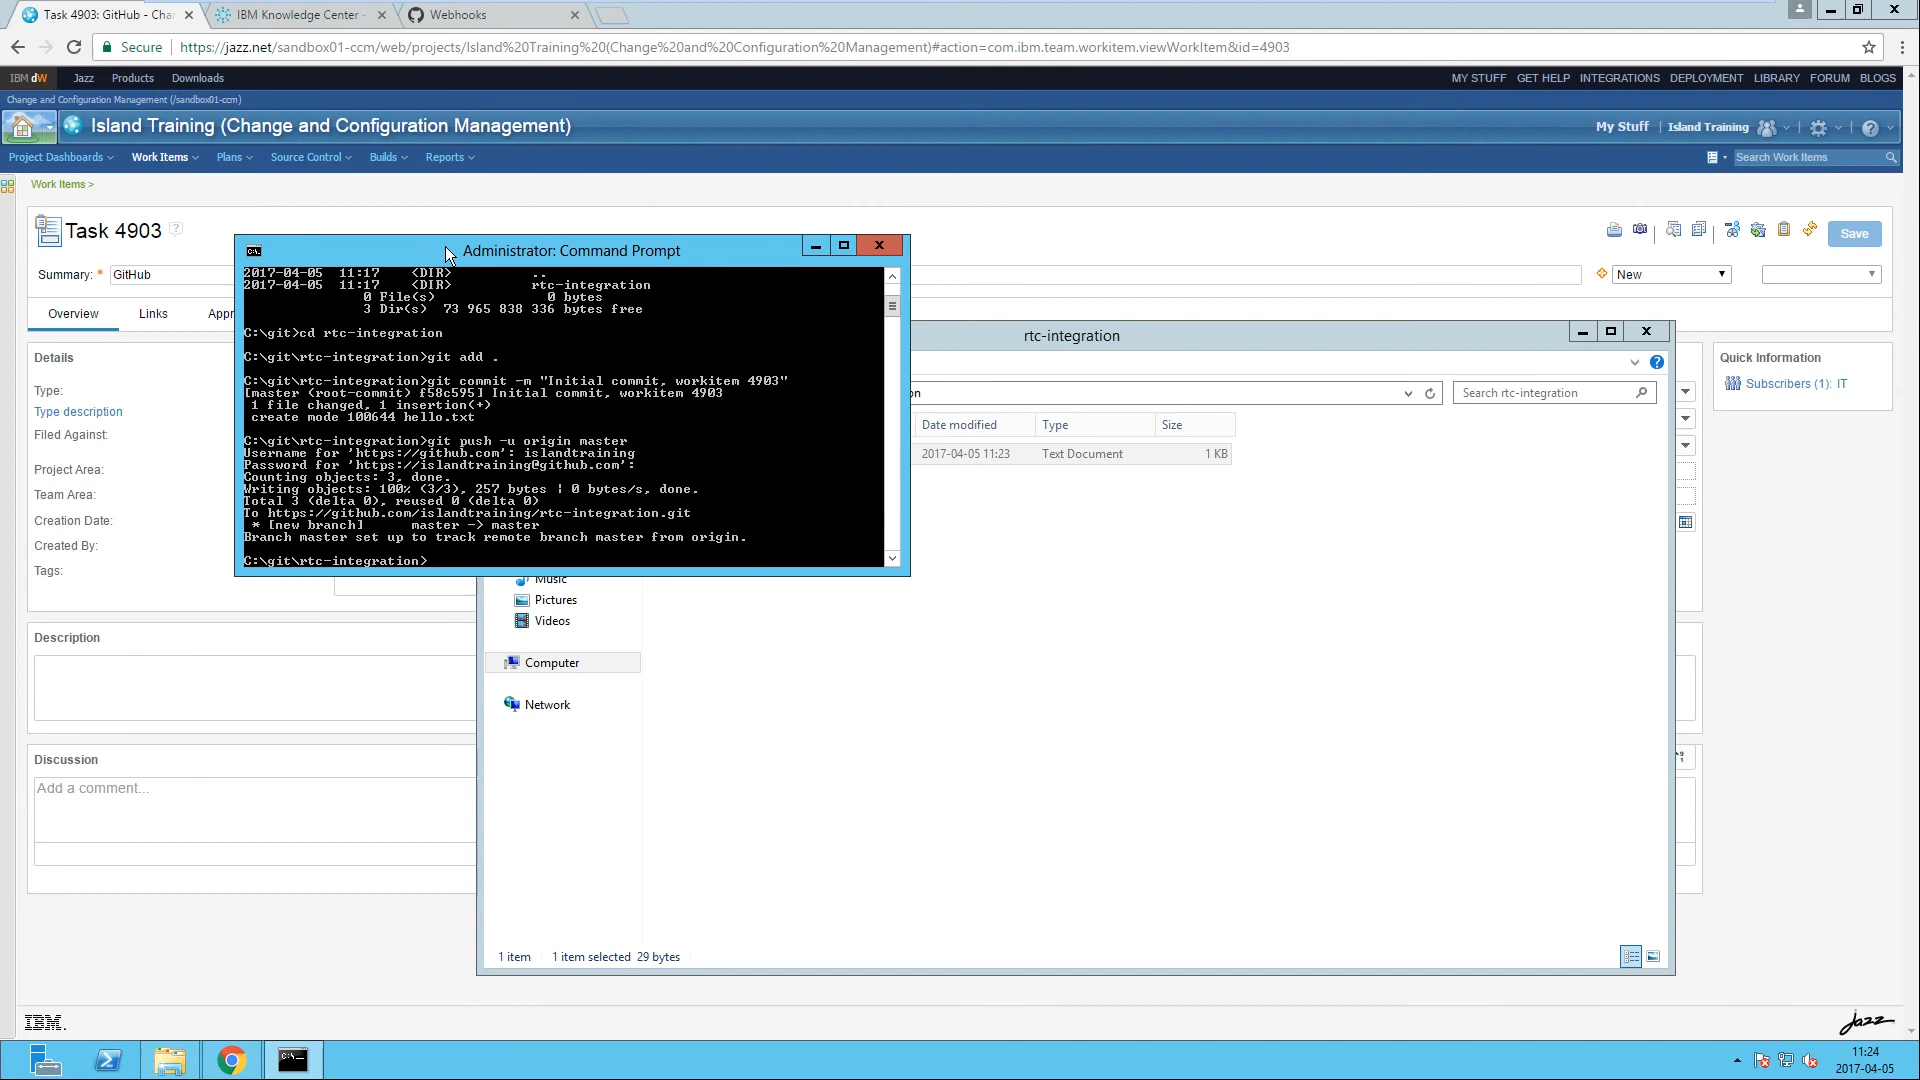 Task 4903: GitHub - Cha
IBM Knowledge Center -
Webhooks
Secure
https://jazz.net/sandbox01-ccm/web/projects/Island%20Training%20(Change%20and%20Configuration%20Management)#action=com.ibm.team.workitem.viewWorkItem&id=4903
IBM dW Jazz Products Downloads
MY STUFF GET HELP INTEGRATIONS DEPLOYMENT LIBRARY FORUM BLOGS
Change and Configuration Management (/sandbox01-ccm)
Island Training (Change and Configuration Management)
My Stuff | Island Training
Project Dashboards Work Items Plans Source Control Builds Reports
Search Work Items
Work Items >
Task 4903 ?
Save
Summary: * GitHub
New
Overview Links Appr
Details
Type:
Type description
Filed Against:
Project Area:
Team Area:
Creation Date:
Created By:
Tags:
Description
Discussion
Add a comment...
Quick Information
Subscribers (1): IT
Administrator: Command Prompt
2017-04-05 11:17 <DIR> ..
2017-04-05 11:17 <DIR> rtc-integration
0 File(s) 0 bytes
3 Dir(s) 73 965 838 336 bytes free
C:\git>cd rtc-integration
C:\git\rtc-integration>git add .
C:\git\rtc-integration>git commit -m "Initial commit, workitem 4903"
[master (root-commit) f58c595] Initial commit, workitem 4903
1 file changed, 1 insertion(+)
create mode 100644 hello.txt
C:\git\rtc-integration>git push -u origin master
Username for 'https://github.com': islandtraining
Password for 'https://islandtraining@github.com':
Counting objects: 3, done.
Writing objects: 100% (3/3), 257 bytes | 0 bytes/s, done.
Total 3 (delta 0), reused 0 (delta 0)
To https://github.com/islandtraining/rtc-integration.git
* [new branch] master -> master
Branch master set up to track remote branch master from origin.
C:\git\rtc-integration>
rtc-integration
on
Search rtc-integration
Date modified Type Size
2017-04-05 11:23 Text Document 1 KB
Music
Pictures
Videos
Computer
Network
1 item 1 item selected 29 bytes
IBM.
Jazz
11:24
2017-04-05